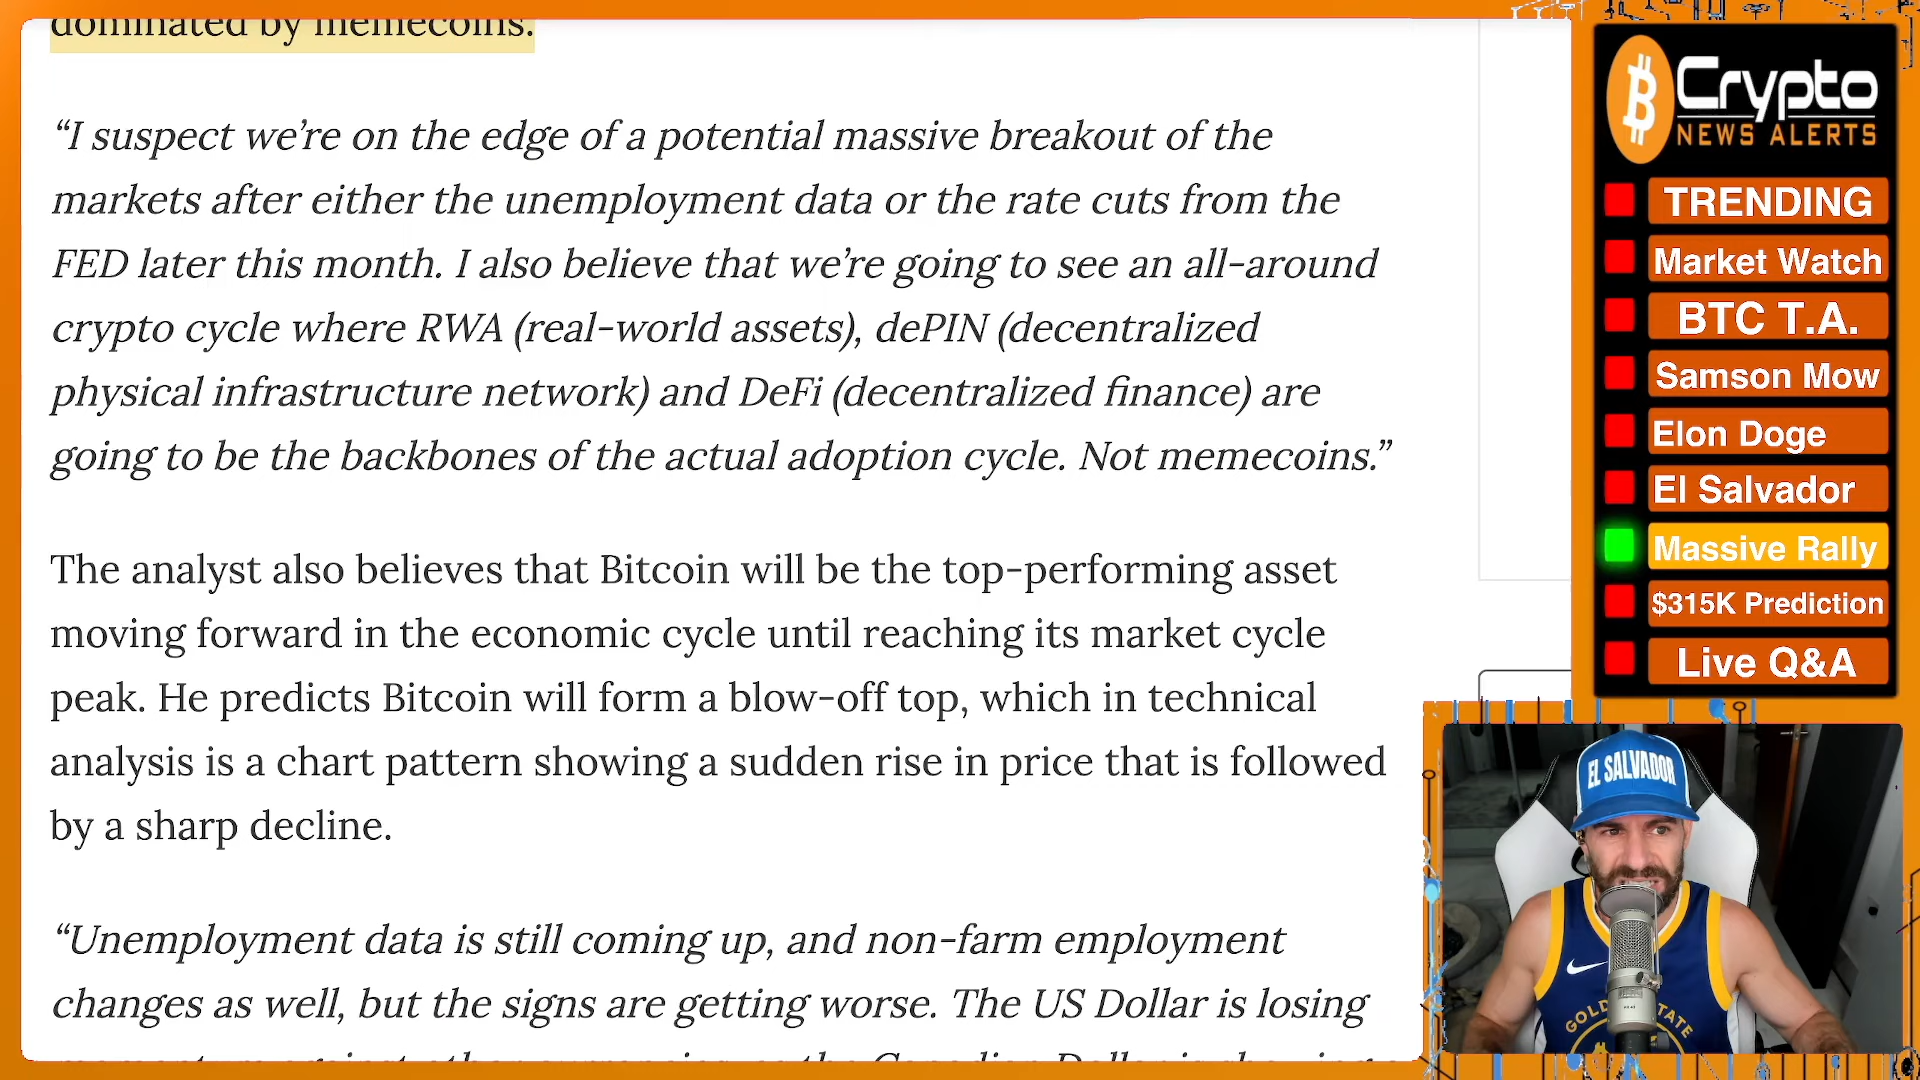 dominated by memecoins.
“I suspect we’re on the edge of a potential massive breakout of the
markets after either the unemployment data or the rate cuts from the
FED later this month. I also believe that we’re going to see an all-around
crypto cycle where RWA (real-world assets), dePIN (decentralized
physical infrastructure network) and DeFi (decentralized finance) are
going to be the backbones of the actual adoption cycle. Not memecoins.”
The analyst also believes that Bitcoin will be the top-performing asset
moving forward in the economic cycle until reaching its market cycle
peak. He predicts Bitcoin will form a blow-off top, which in technical
analysis is a chart pattern showing a sudden rise in price that is followed
by a sharp decline.
“Unemployment data is still coming up, and non-farm employment
changes as well, but the signs are getting worse. The US Dollar is losing
Crypto
NEWS ALERTS
TRENDING
Market Watch
BTC T.A.
Samson Mow
Elon Doge
El Salvador
Massive Rally
$315K Prediction
Live Q&A
EL SALVADOR